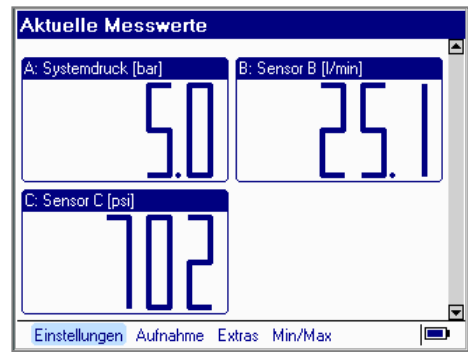 Aktuelle Messwerte
A: Systemdruck [bar]
5.0
B: Sensor B [l/min]
25.1
C: Sensor C [psi]
702
Einstellungen Aufnahme Extras Min/Max